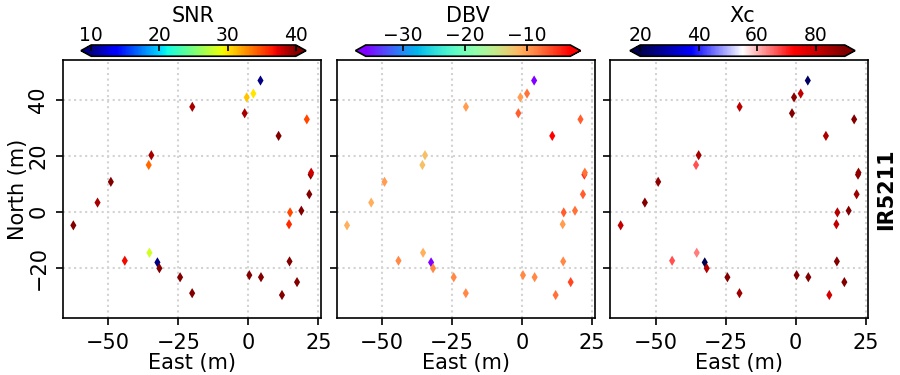 SNR DBV Xc
10 20 30 40 −30 −20 −10 20 40 60 80
40
20
0
−20
North (m)
IR5211
−50 −25 0 25 −50 −25 0 25 −50 −25 0 25
East (m) East (m) East (m)